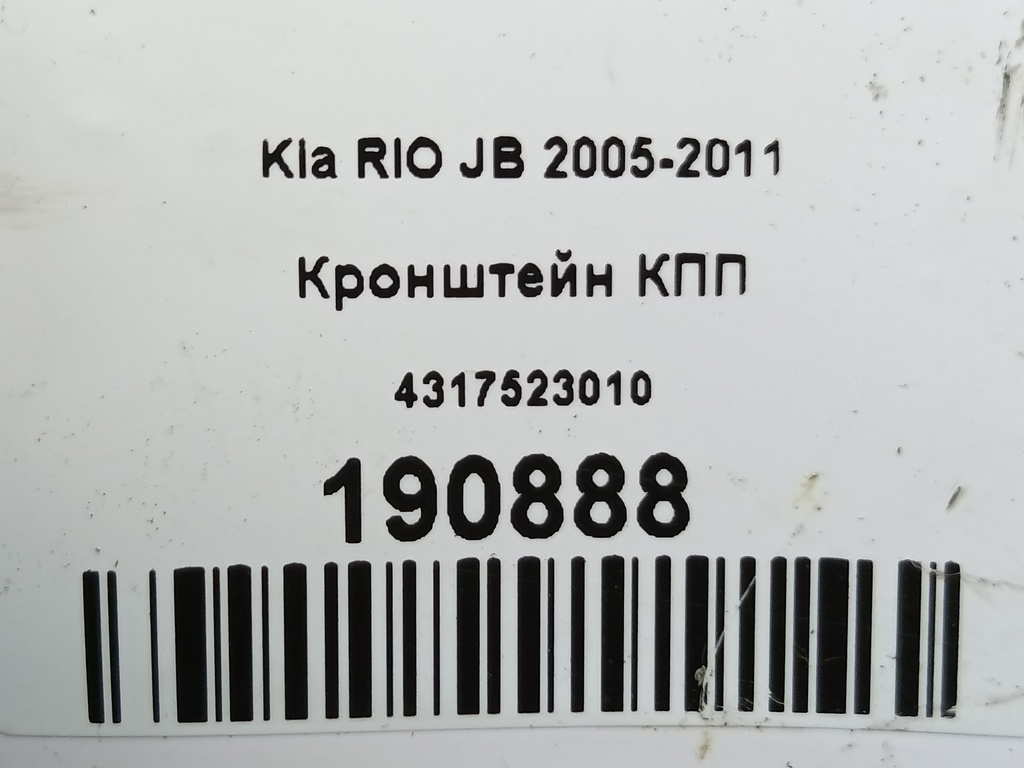 Kia RIO JB 2005-2011
Кронштейн КПП
4317523010
190888